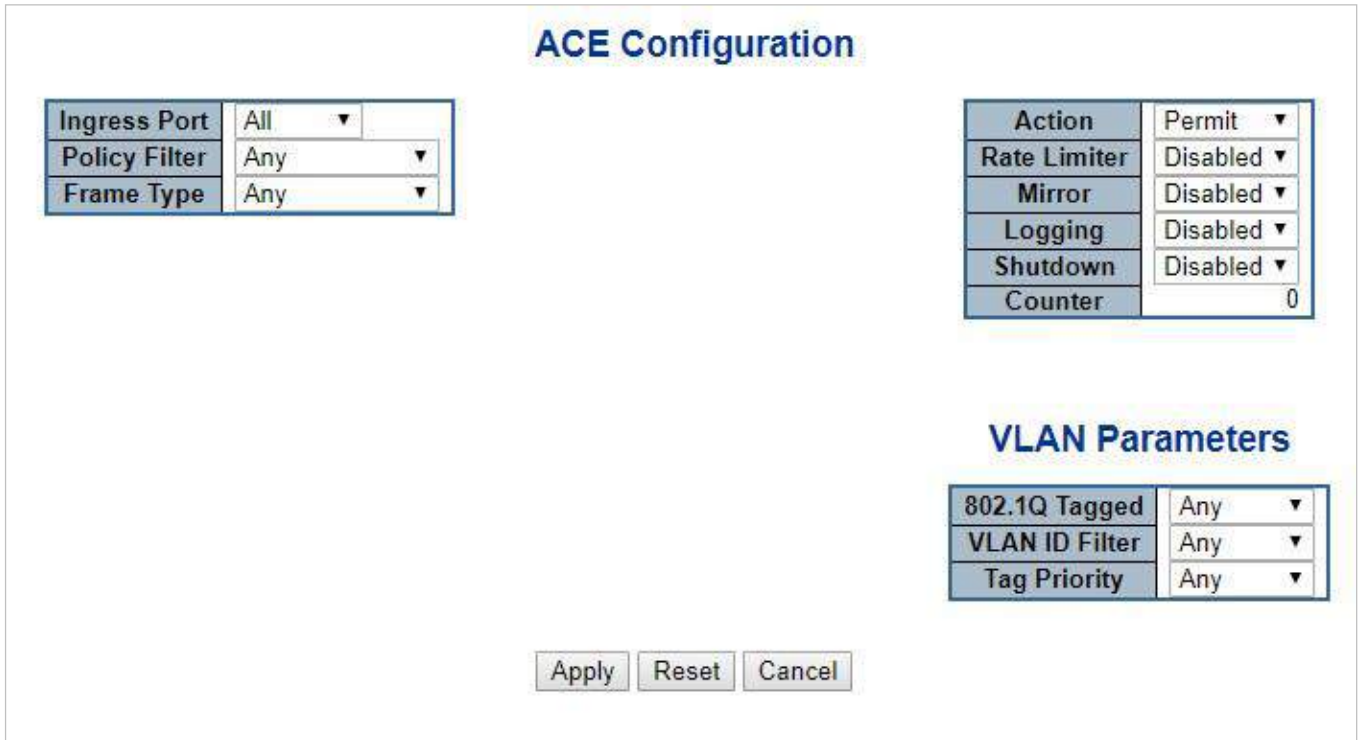 ACE Configuration
Ingress Port All
Policy Filter Any
Frame Type Any
Action Permit
Rate Limiter Disabled
Mirror Disabled
Logging Disabled
Shutdown Disabled
Counter 0
VLAN Parameters
802.1Q Tagged Any
VLAN ID Filter Any
Tag Priority Any
Apply Reset Cancel